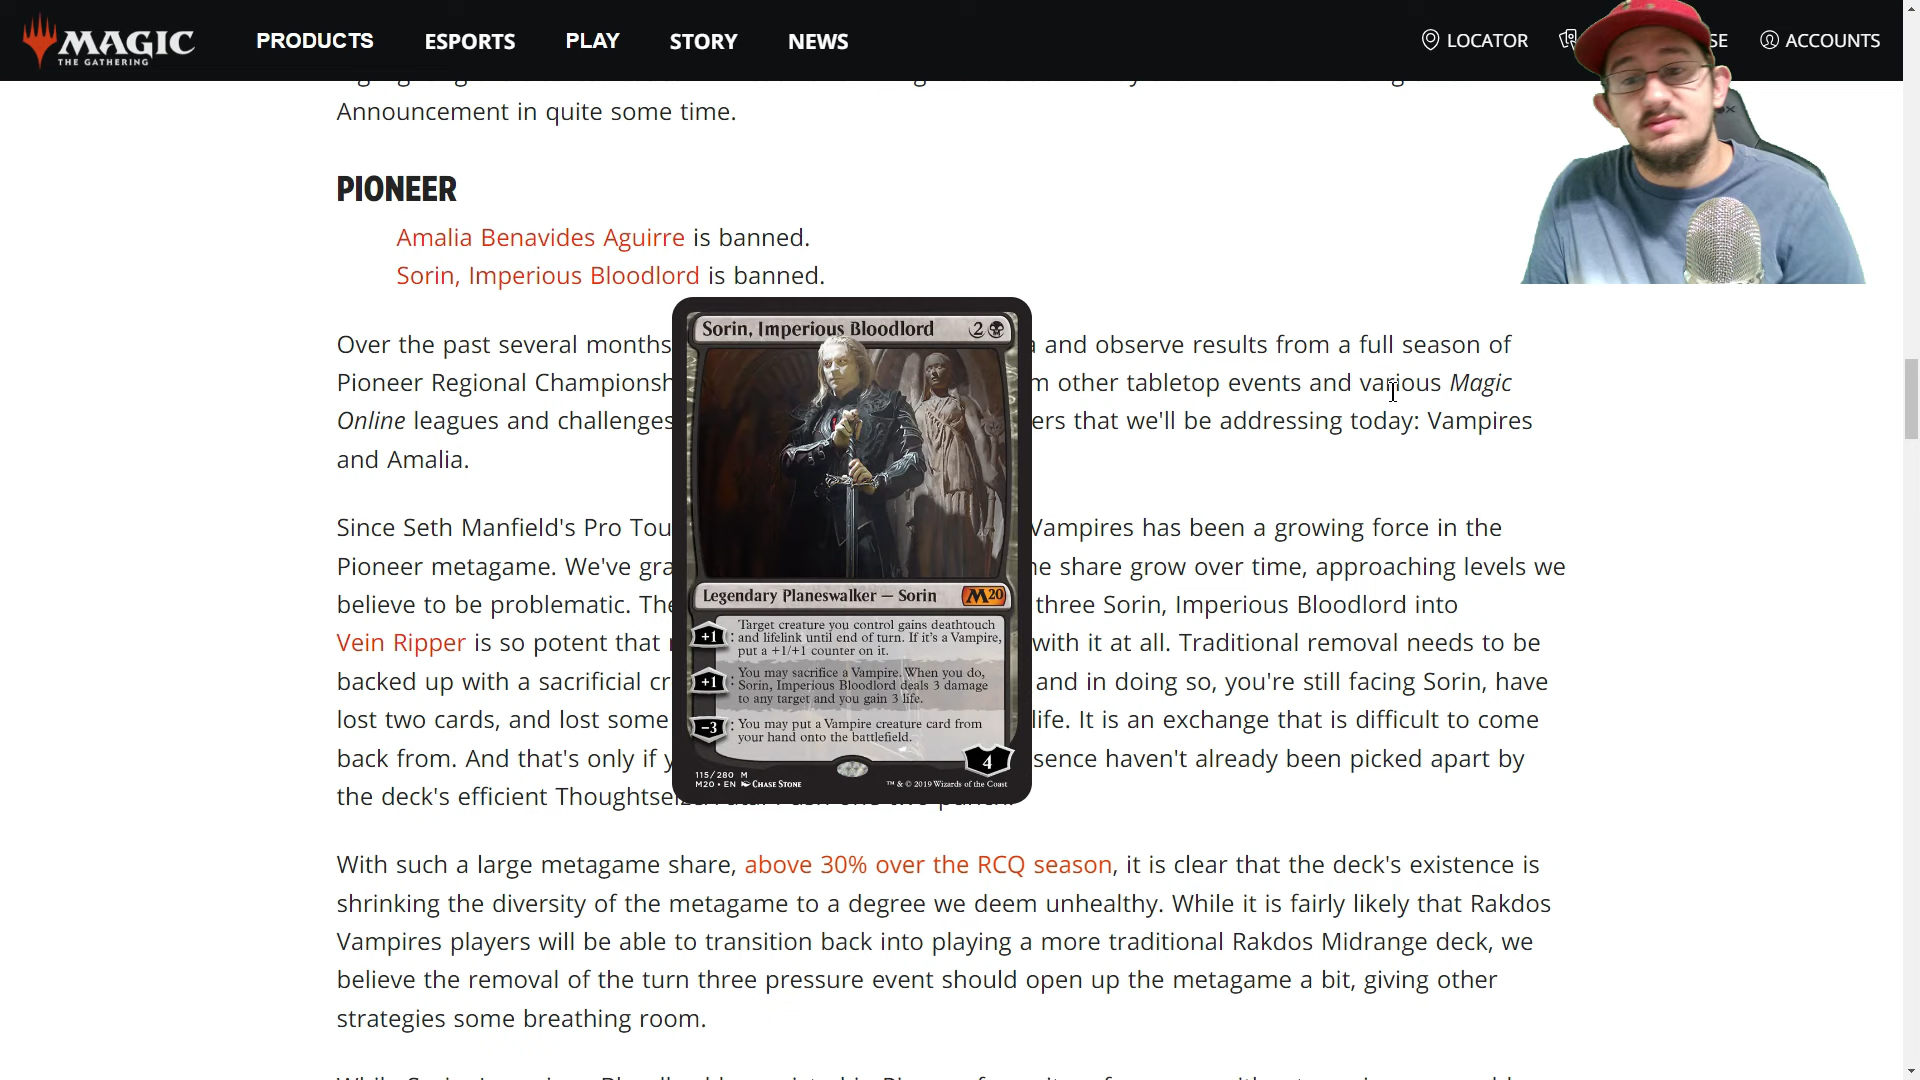 MAGIC
THE GATHERING
PRODUCTS ESPORTS PLAY STORY NEWS LOCATOR SE ACCOUNTS
Announcement in quite some time.
PIONEER
Amalia Benavides Aguirre is banned.
Sorin, Imperious Bloodlord is banned.
Over the past several months and observe results from a full season of
Pioneer Regional other tabletop events and various Magic
Online leagues and challenges that we'll be addressing today: Vampires
and Amalia.
Since Seth Manfield's Pro Vampires has been a growing force in the
Pioneer metagame. We've share grow over time, approaching levels we
believe to be problematic. three Sorin, Imperious Bloodlord into
Vein Ripper is so potent that with it at all. Traditional removal needs to be
backed up with a sacrificial and in doing so, you're still facing Sorin, have
lost two cards, and lost some life. It is an exchange that is difficult to come
back from. And that's only if haven't already been picked apart by
the deck's efficient
Sorin, Imperious Bloodlord 2
Legendary Planeswalker — Sorin M20
+1: Target creature you control gains deathtouch
and lifelink until end of turn. If it's a Vampire,
put a +1/+1 counter on it.
+1: You may sacrifice a Vampire. When you do,
Sorin, Imperious Bloodlord deals 3 damage
to any target and you gain 3 life.
−3: You may put a Vampire creature card from
your hand onto the battlefield.
4
115/280 M
M20 • EN Chase Stone ™ & © 2019 Wizards of the Coast
With such a large metagame share, above 30% over the RCQ season, it is clear that the deck's existence is
shrinking the diversity of the metagame to a degree we deem unhealthy. While it is fairly likely that Rakdos
Vampires players will be able to transition back into playing a more traditional Rakdos Midrange deck, we
believe the removal of the turn three pressure event should open up the metagame a bit, giving other
strategies some breathing room.